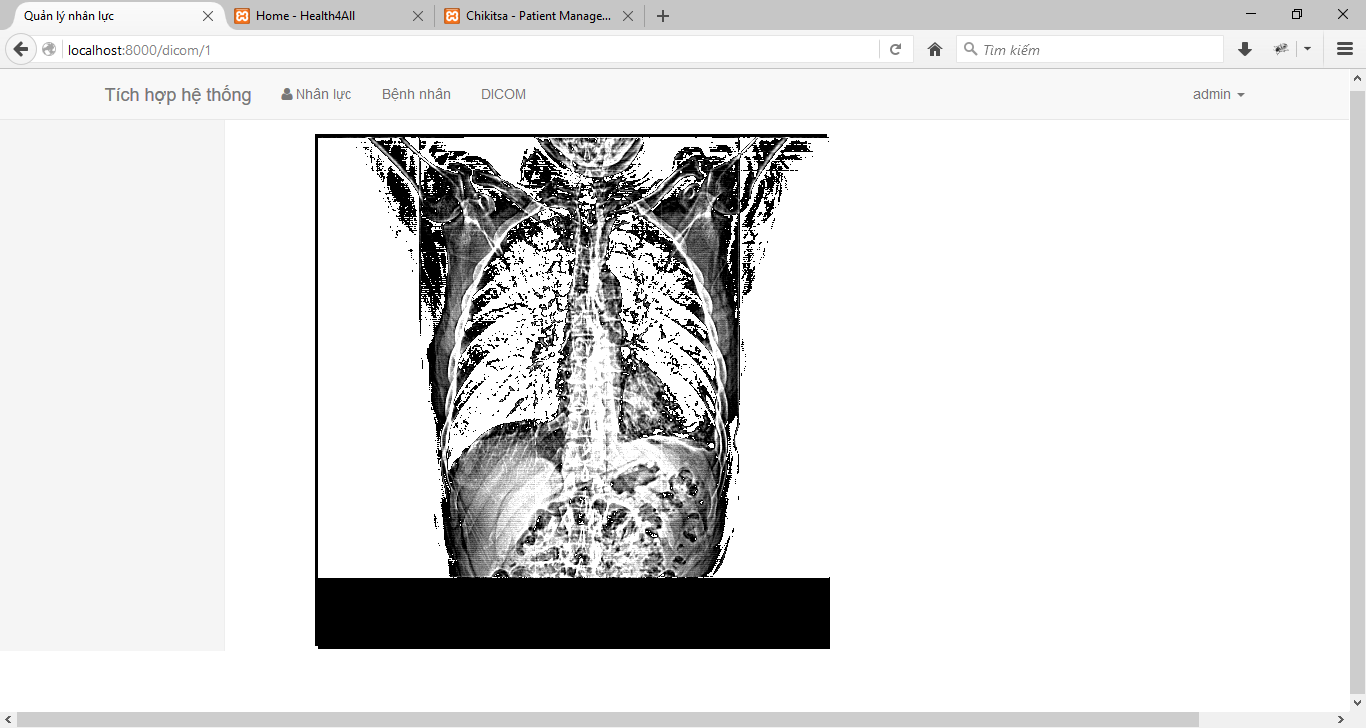 Quản lý nhân lực
Home - Health4All
Chikitsa - Patient Manage...
localhost:8000/dicom/1
Tìm kiếm
Tích hợp hệ thống
Nhân lực
Bệnh nhân
DICOM
admin